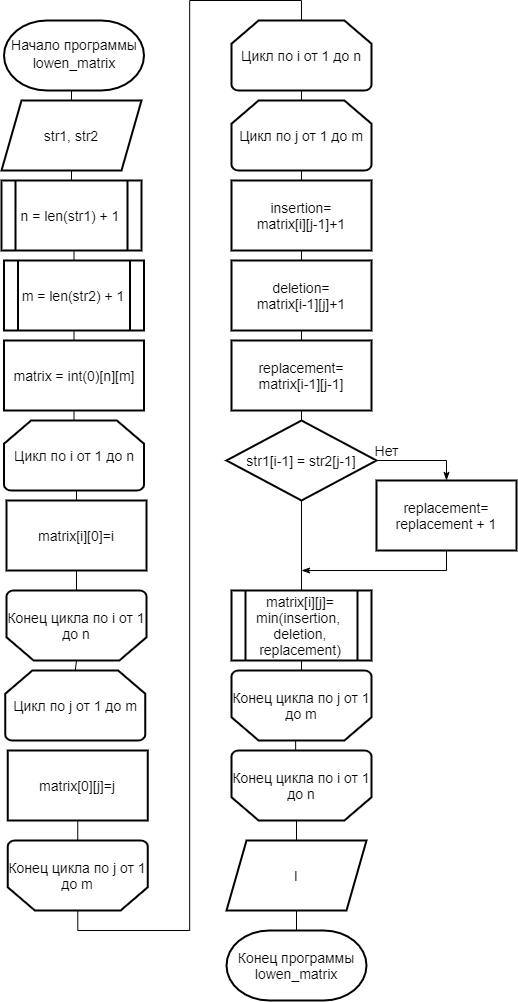 Начало программы
lowen_matrix
str1, str2
n = len(str1) + 1
m = len(str2) + 1
matrix = int(0)[n][m]
Цикл по i от 1 до n
matrix[i][0]=i
Конец цикла по i от 1
до n
Цикл по j от 1 до m
matrix[0][j]=j
Конец цикла по j от 1
до m
Цикл по i от 1 до n
Цикл по j от 1 до m
insertion=
matrix[i][j-1]+1
deletion=
matrix[i-1][j]+1
replacement=
matrix[i-1][j-1]
str1[i-1] = str2[j-1]
Нет
replacement=
replacement + 1
matrix[i][j]=
min(insertion,
deletion,
replacement)
Конец цикла по j от 1
до m
Конец цикла по i от 1
до n
l
Конец программы
lowen_matrix